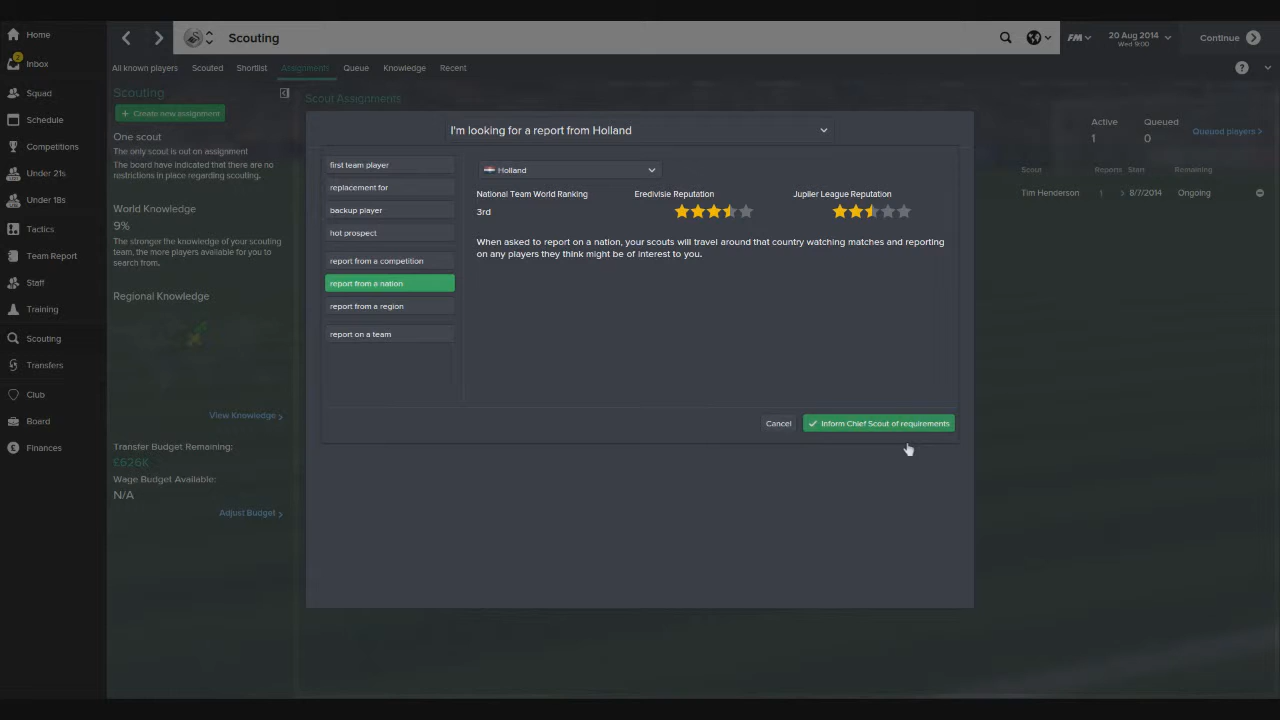 Home
Inbox
2
Squad
Schedule
Competitions
Under 21s
Under 18s
Tactics
Team Report
Staff
Training
Scouting
Transfers
Club
Board
Finances
Scouting
FM
20 Aug 2014
Wed 9:00
Continue
All known players
Scouted
Shortlist
Assignments
Queue
Knowledge
Recent
?
Scouting
+ Create new assignment
One scout
The only scout is out on assignment
The board have indicated that there are no
restrictions in place regarding scouting.
World Knowledge
9%
The stronger the knowledge of your scouting
team, the more players available for you to
search from.
Regional Knowledge
View Knowledge >
Transfer Budget Remaining:
£626K
Wage Budget Available:
N/A
Adjust Budget >
Scout Assignments
I'm looking for a report from Holland
first team player
replacement for
backup player
hot prospect
report from a competition
report from a nation
report from a region
report on a team
Holland
National Team World Ranking
3rd
Eredivisie Reputation
Jupiler League Reputation
When asked to report on a nation, your scouts will travel around that country watching matches and reporting
on any players they think might be of interest to you.
Cancel
Inform Chief Scout of requirements
Active
1
Queued
0
Queued players >
Scout Reports Start Remaining
Tim Henderson 1 > 8/7/2014 Ongoing